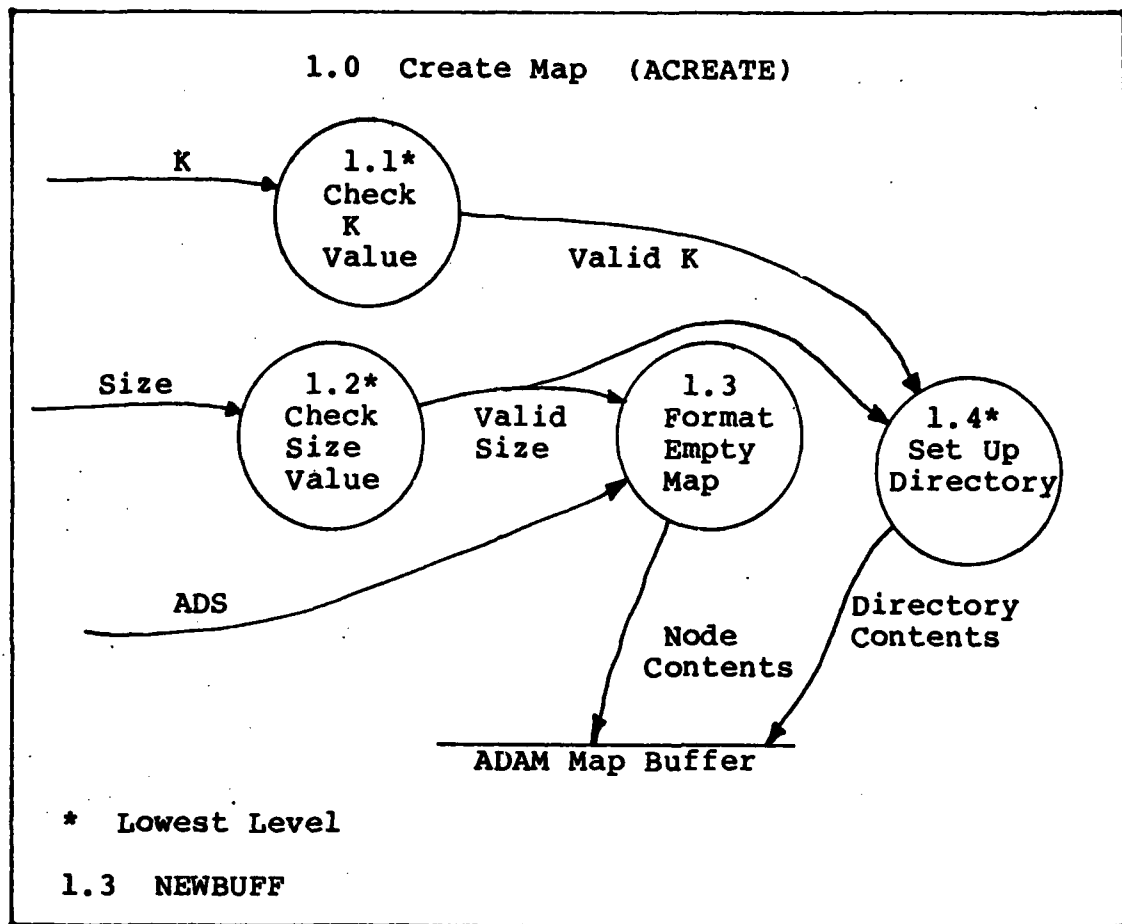 1.0 Create Map (ACREATE)
K
1.1*
Check
K
Value
Valid K
Size
1.2*
Check
Size
Value
Valid
Size
1.3
Format
Empty
Map
1.4*
Set Up
Directory
ADS
Node
Contents
Directory
Contents
ADAM Map Buffer
* Lowest Level
1.3 NEWBUFF